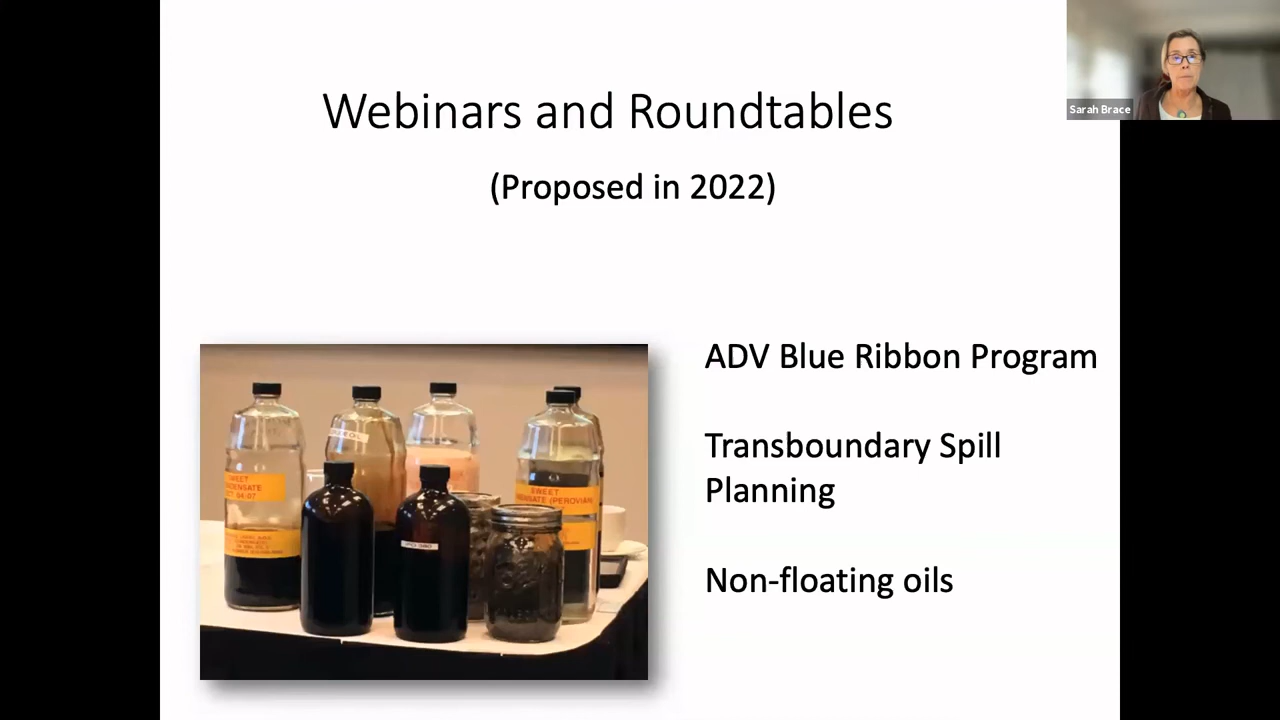 Webinars and Roundtables
Sarah Brace
(Proposed in 2022)
ADV Blue Ribbon Program
Transboundary Spill
Planning
Non-floating oils
SWEET
SWEET
(PERUVIAN)